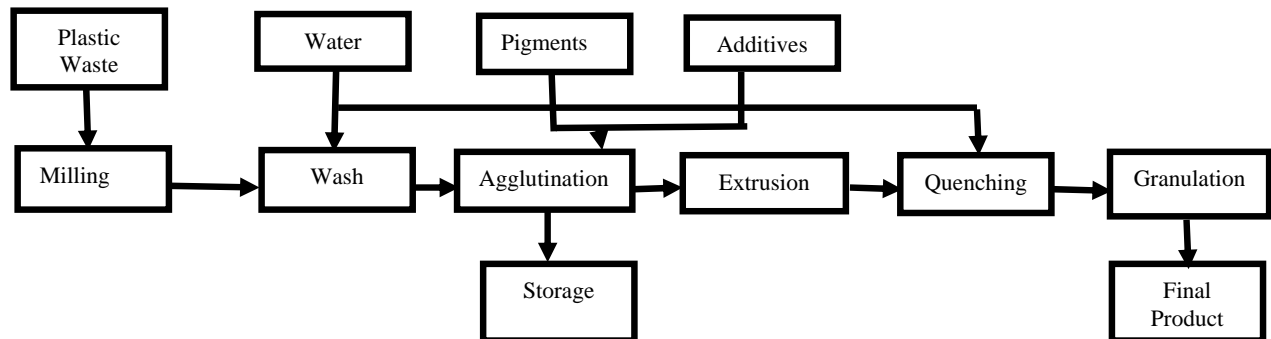 Plastic
Waste
Water
Pigments
Additives
Milling
Wash
Agglutination
Extrusion
Quenching
Granulation
Storage
Final
Product